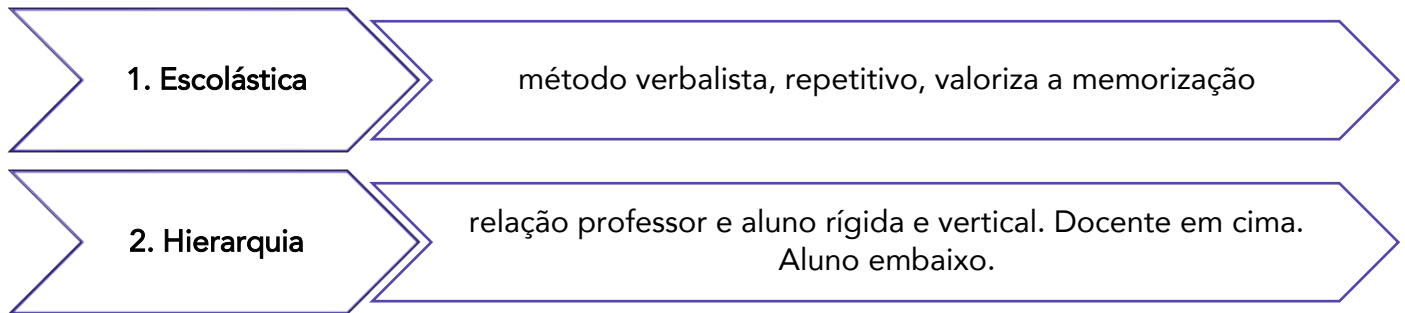 1. Escolástica
método verbalista, repetitivo, valoriza a memorização
2. Hierarquia
relação professor e aluno rígida e vertical. Docente em cima.
Aluno embaixo.